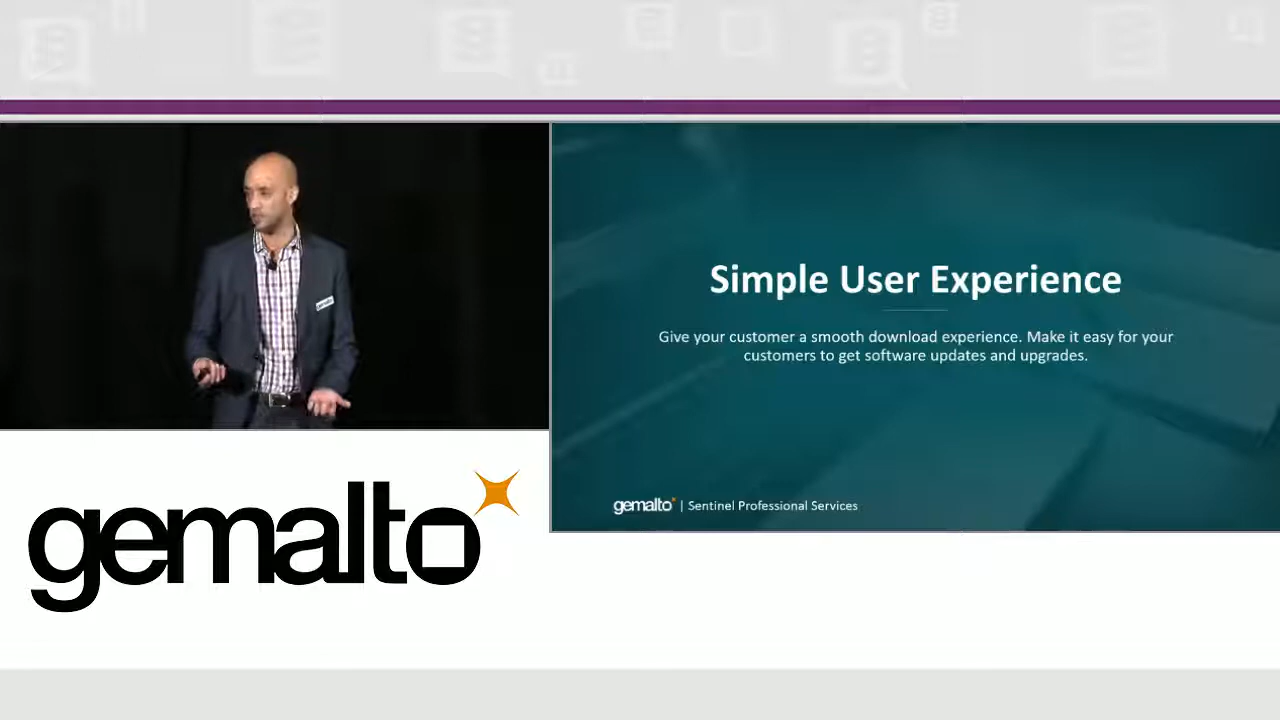 Simple User Experience
Give your customer a smooth download experience. Make it easy for your
customers to get software updates and upgrades.
gemalto | Sentinel Professional Services
gemalto